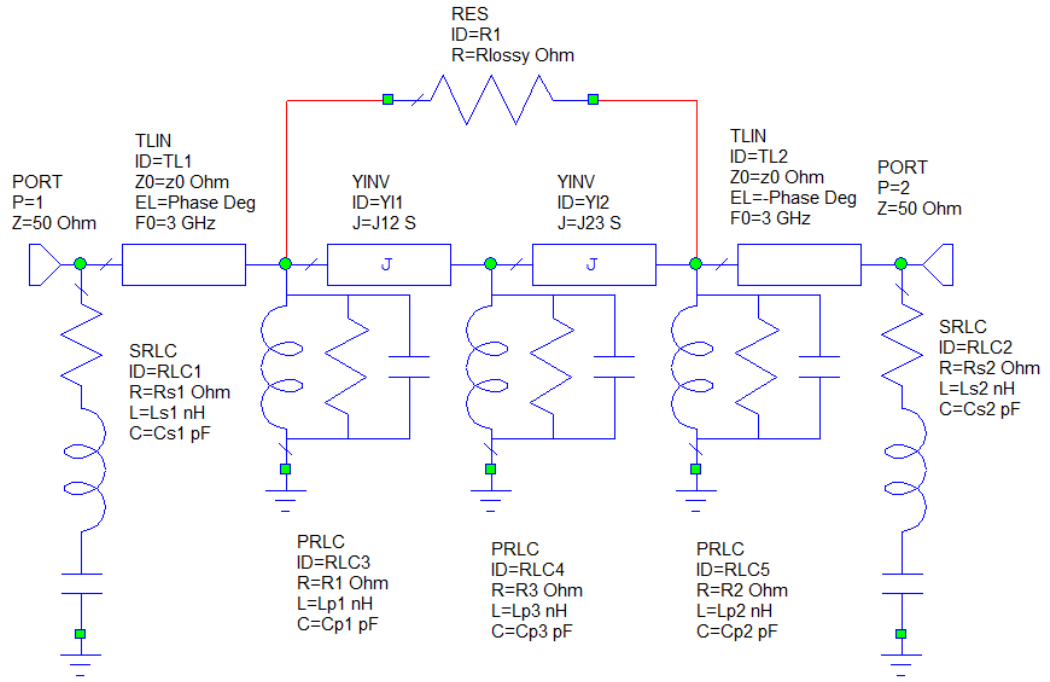 RES
ID=R1
R=Rlossy Ohm
TLIN
ID=TL1
Z0=z0 Ohm
EL=Phase Deg
F0=3 GHz
TLIN
ID=TL2
Z0=z0 Ohm
EL=-Phase Deg
F0=3 GHz
PORT
P=1
Z=50 Ohm
YINV
ID=YI1
J=J12 S
YINV
ID=YI2
J=J23 S
PORT
P=2
Z=50 Ohm
J
J
SRLC
ID=RLC1
R=Rs1 Ohm
L=Ls1 nH
C=Cs1 pF
SRLC
ID=RLC2
R=Rs2 Ohm
L=Ls2 nH
C=Cs2 pF
PRLC
ID=RLC3
R=R1 Ohm
L=Lp1 nH
C=Cp1 pF
PRLC
ID=RLC4
R=R3 Ohm
L=Lp3 nH
C=Cp3 pF
PRLC
ID=RLC5
R=R2 Ohm
L=Lp2 nH
C=Cp2 pF